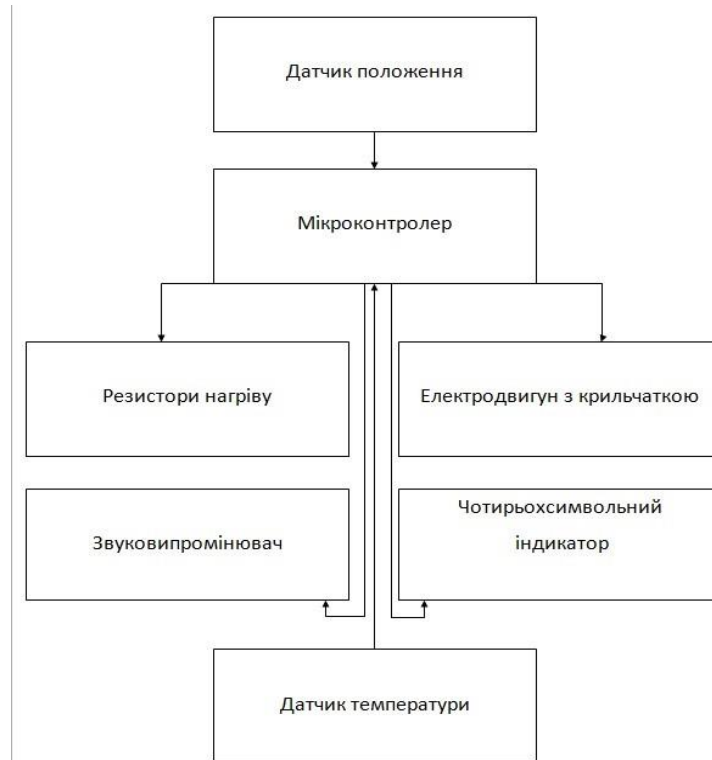 Датчик положення
Мікроконтролер
Резистори нагріву
Електродвигун з крильчаткою
Звуковипромінювач
Чотирьохсимвольний
індикатор
Датчик температури